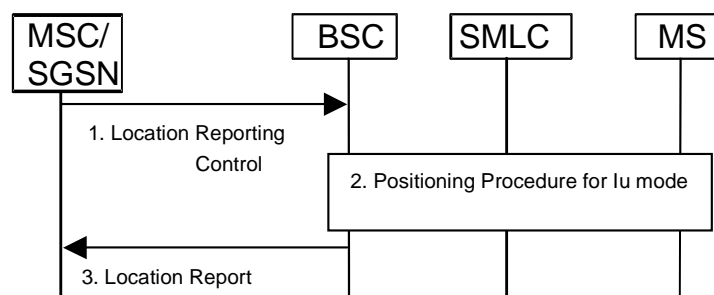 MSC/
SGSN
BSC
SMLC
MS
1. Location Reporting
Control
2. Positioning Procedure for Iu mode
3. Location Report